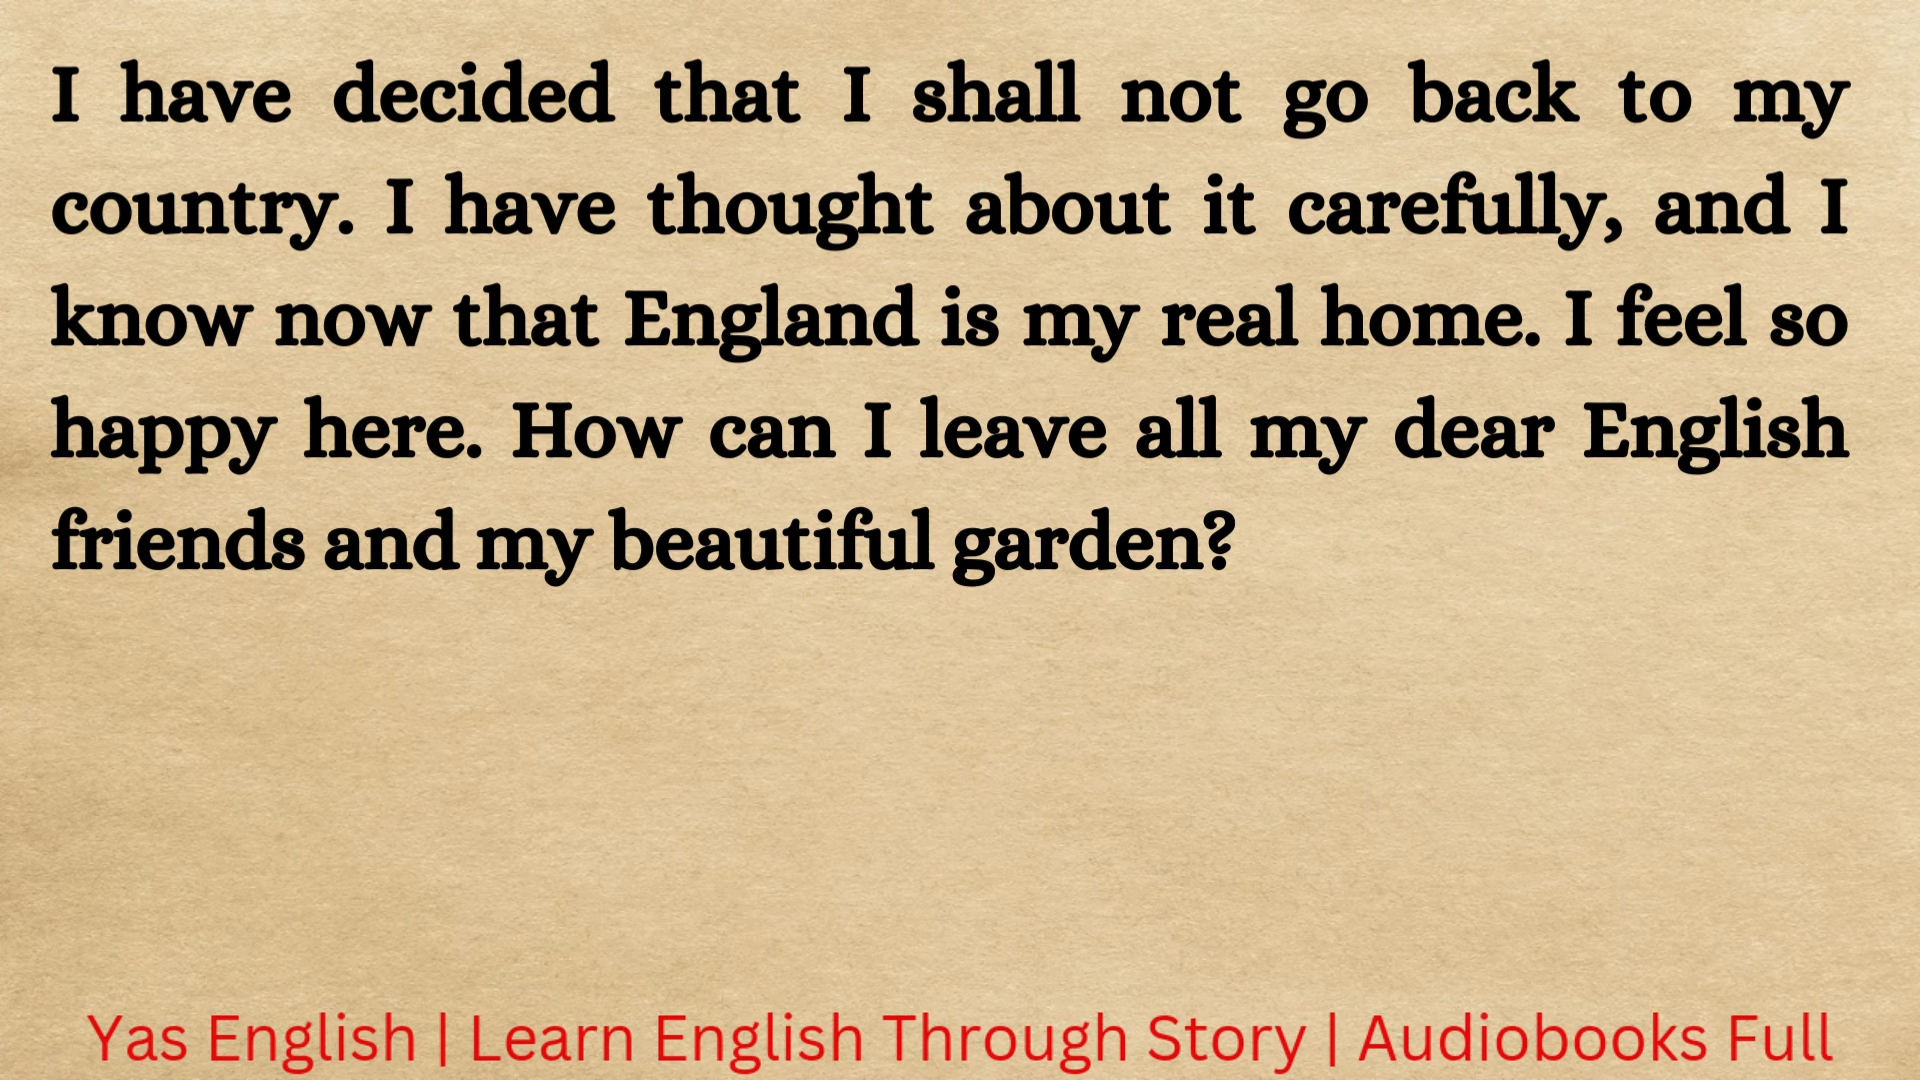 I have decided that I shall not go back to my
country. I have thought about it carefully, and I
know now that England is my real home. I feel so
happy here. How can I leave all my dear English
friends and my beautiful garden?
Yas English | Learn English Through Story | Audiobooks Full